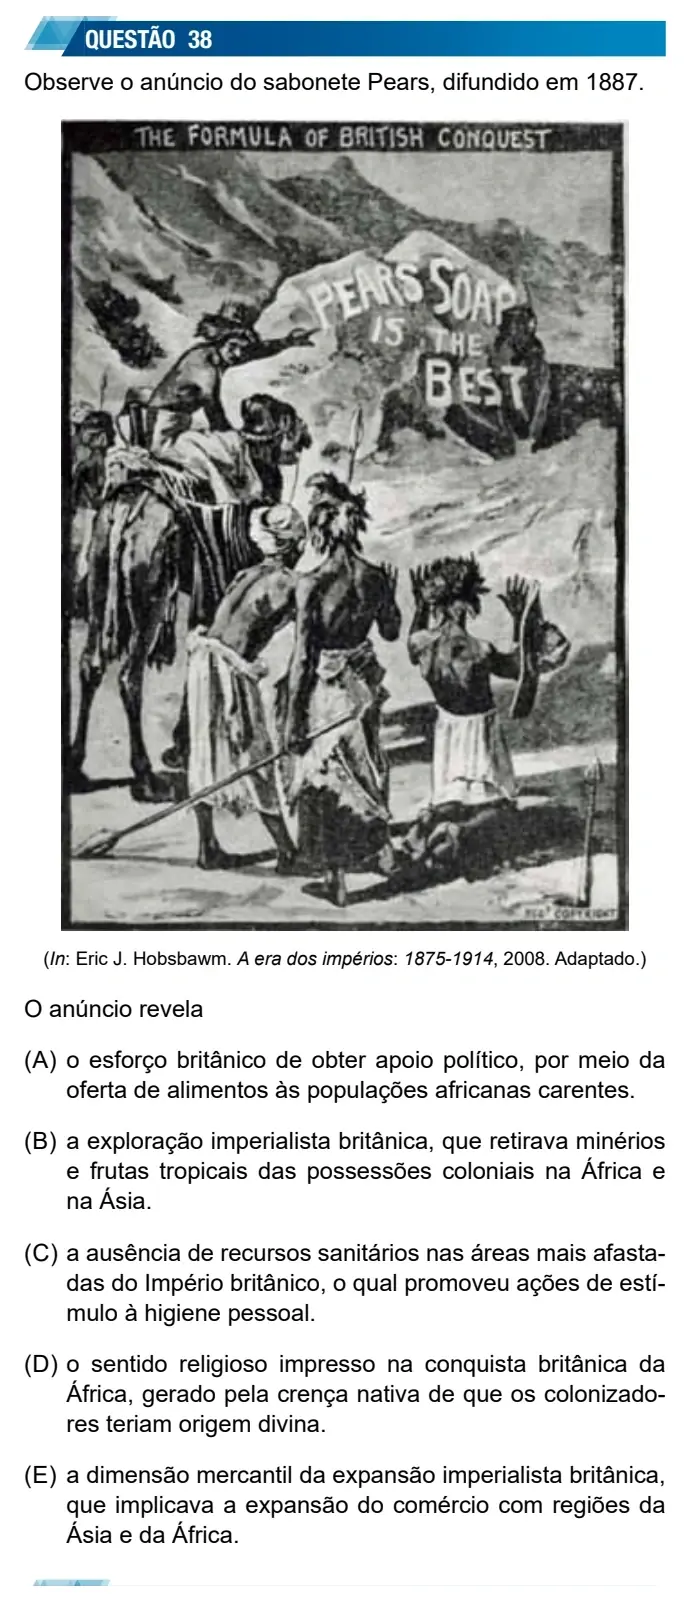 QUESTÃO 38
Observe o anúncio do sabonete Pears, difundido em 1887.
THE FORMULA OF BRITISH CONQUEST
PEARS SOAP
IS THE
BEST
REGT COPYRIGHT
(In: Eric J. Hobsbawm. A era dos impérios: 1875-1914, 2008. Adaptado.)
O anúncio revela
(A) o esforço britânico de obter apoio político, por meio da
oferta de alimentos às populações africanas carentes.
(B) a exploração imperialista britânica, que retirava minérios
e frutas tropicais das possessões coloniais na África e
na Ásia.
(C) a ausência de recursos sanitários nas áreas mais afasta-
das do Império britânico, o qual promoveu ações de estí-
mulo à higiene pessoal.
(D) o sentido religioso impresso na conquista britânica da
África, gerado pela crença nativa de que os colonizado-
res teriam origem divina.
(E) a dimensão mercantil da expansão imperialista britânica,
que implicava a expansão do comércio com regiões da
Ásia e da África.